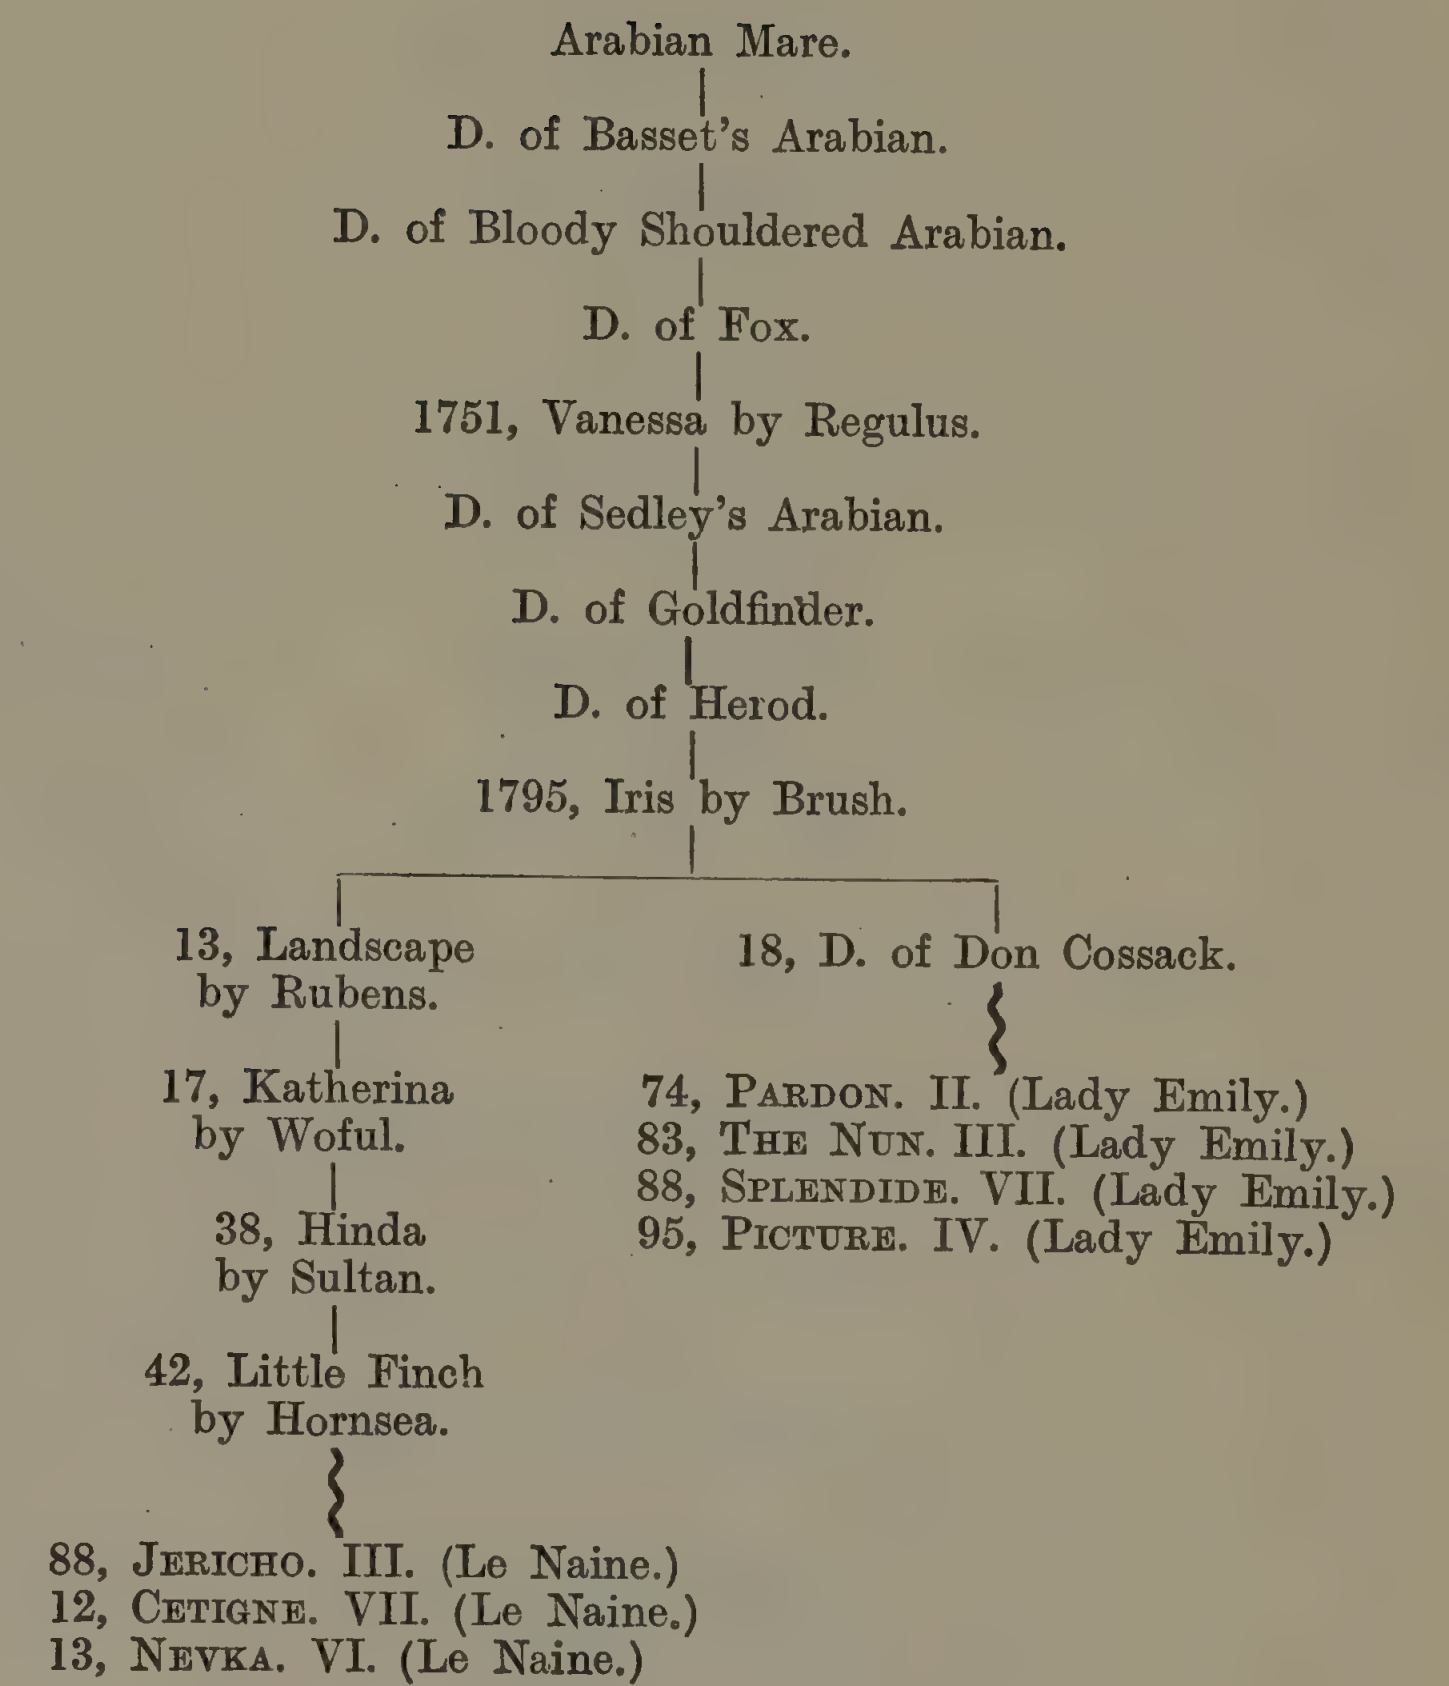 Arabian Mare.
D. of Basset's Arabian.
D. of Bloody Shouldered Arabian.
D. of Fox.
1751, Vanessa by Regulus.
D. of Sedley's Arabian.
D. of Goldfinder.
D. of Herod.
1795, Iris by Brush.
13, Landscape
by Rubens.
17, Katherina
by Woful.
38, Hinda
by Sultan.
42, Little Finch
by Hornsea.
88, JERICHO. III. (Le Naine.)
12, CETIGNE. VII. (Le Naine.)
13, NEVKA. VI. (Le Naine.)
18, D. of Don Cossack.
74, PARDON. II. (Lady Emily.)
83, THE NUN. III. (Lady Emily.)
88, SPLENDIDE. VII. (Lady Emily.)
95, PICTURE. IV. (Lady Emily.)